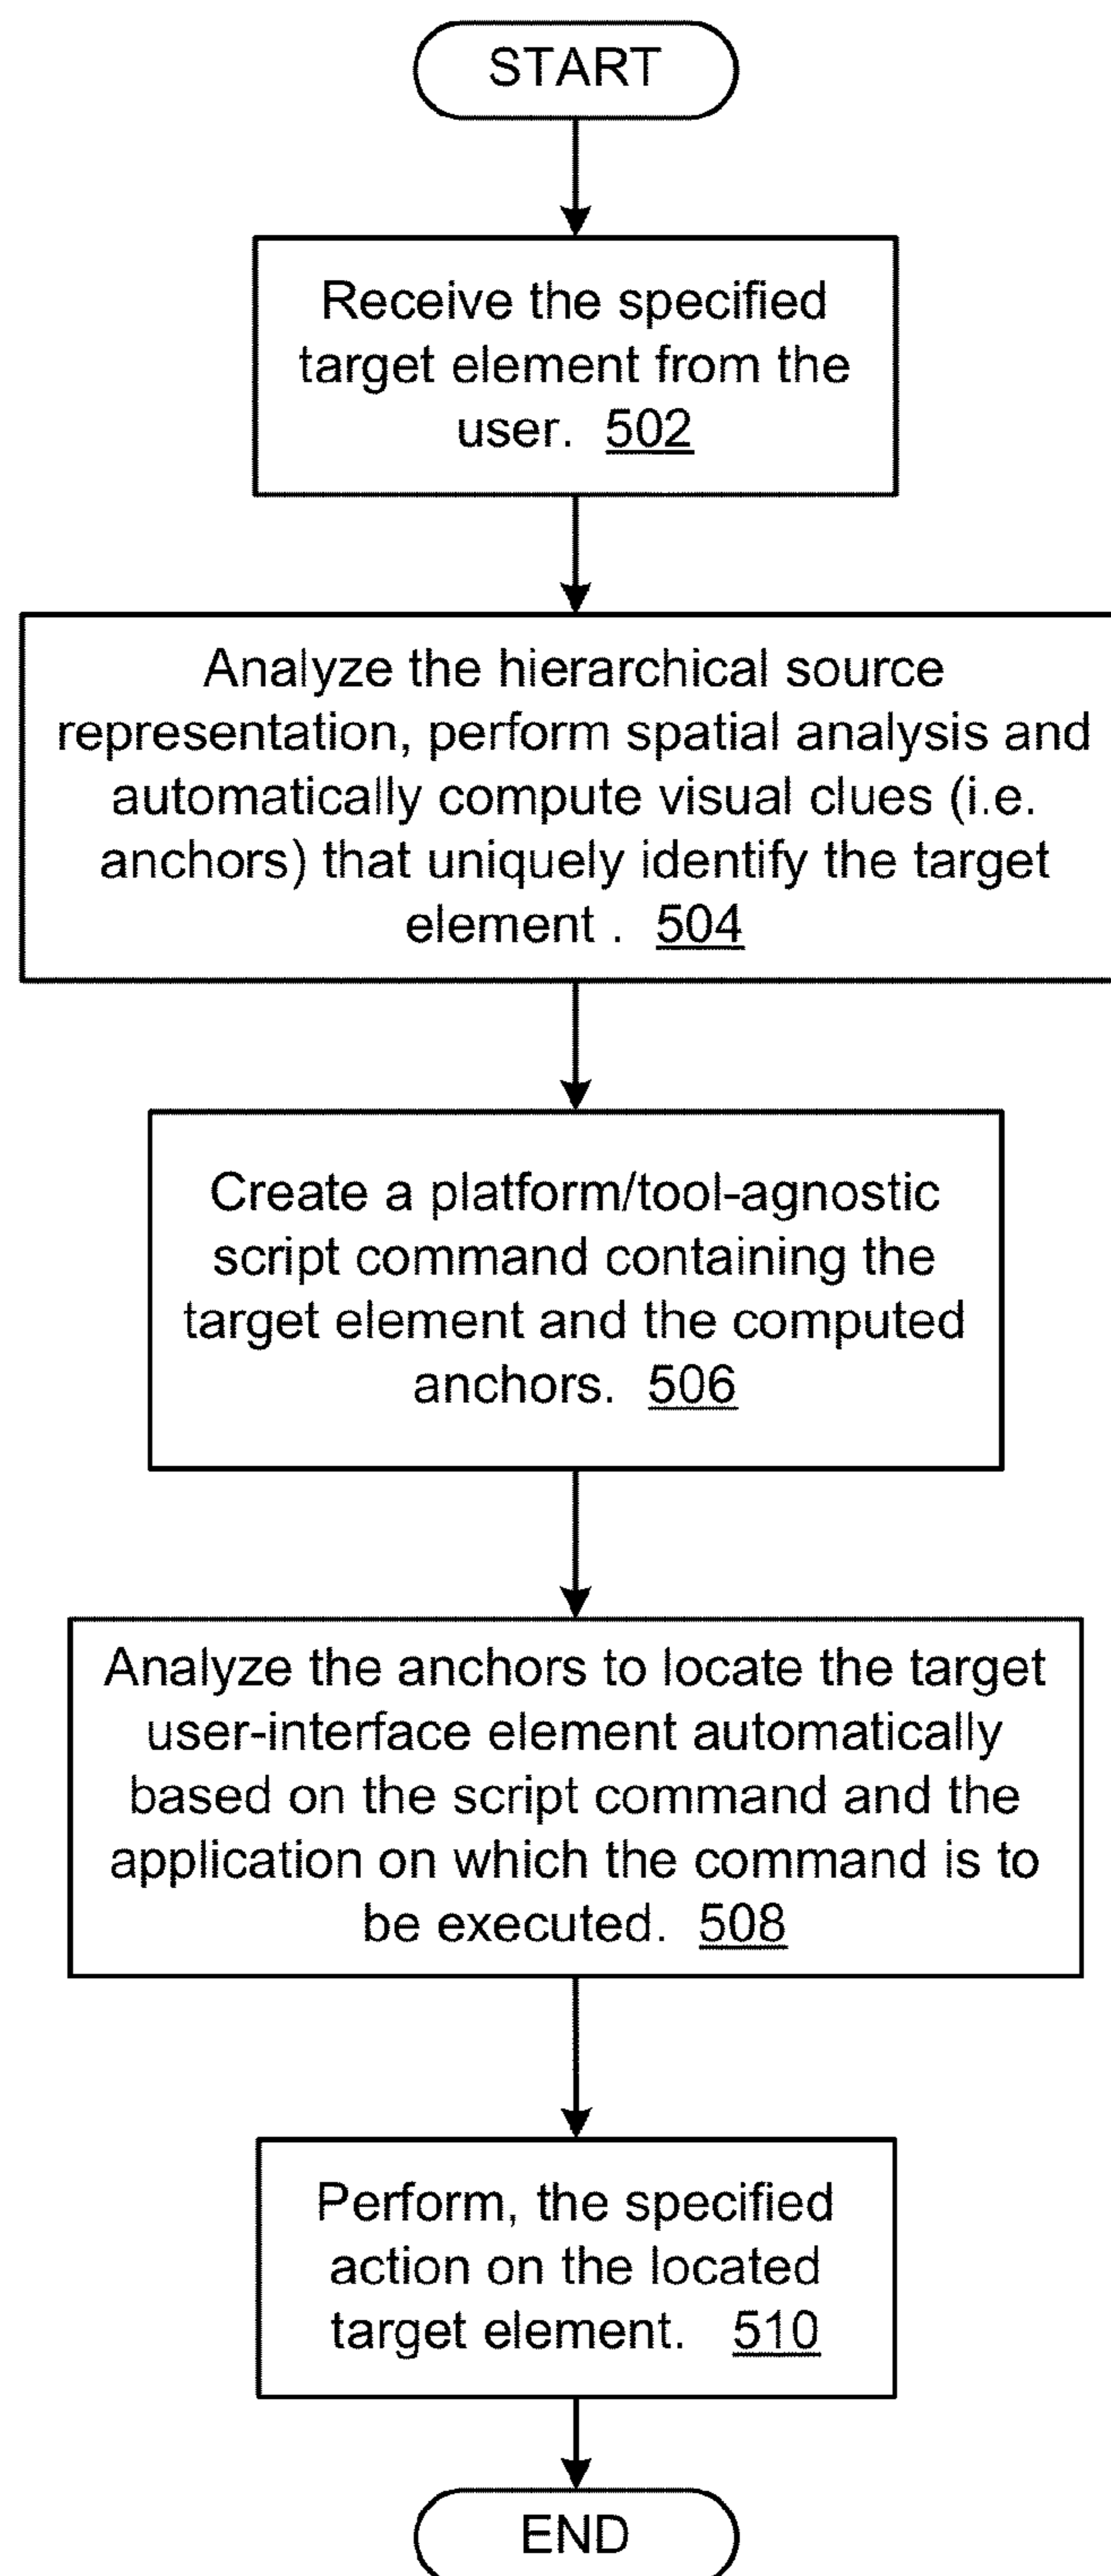 START
Receive the specified
target element from the
user. 502
Analyze the hierarchical source
representation, perform spatial analysis and
automatically compute visual clues (i.e.
anchors) that uniquely identify the target
element . 504
Create a platform/tool-agnostic
script command containing the
target element and the computed
anchors. 506
Analyze the anchors to locate the target
user-interface element automatically
based on the script command and the
application on which the command is to
be executed. 508
Perform, the specified
action on the located
target element. 510
END